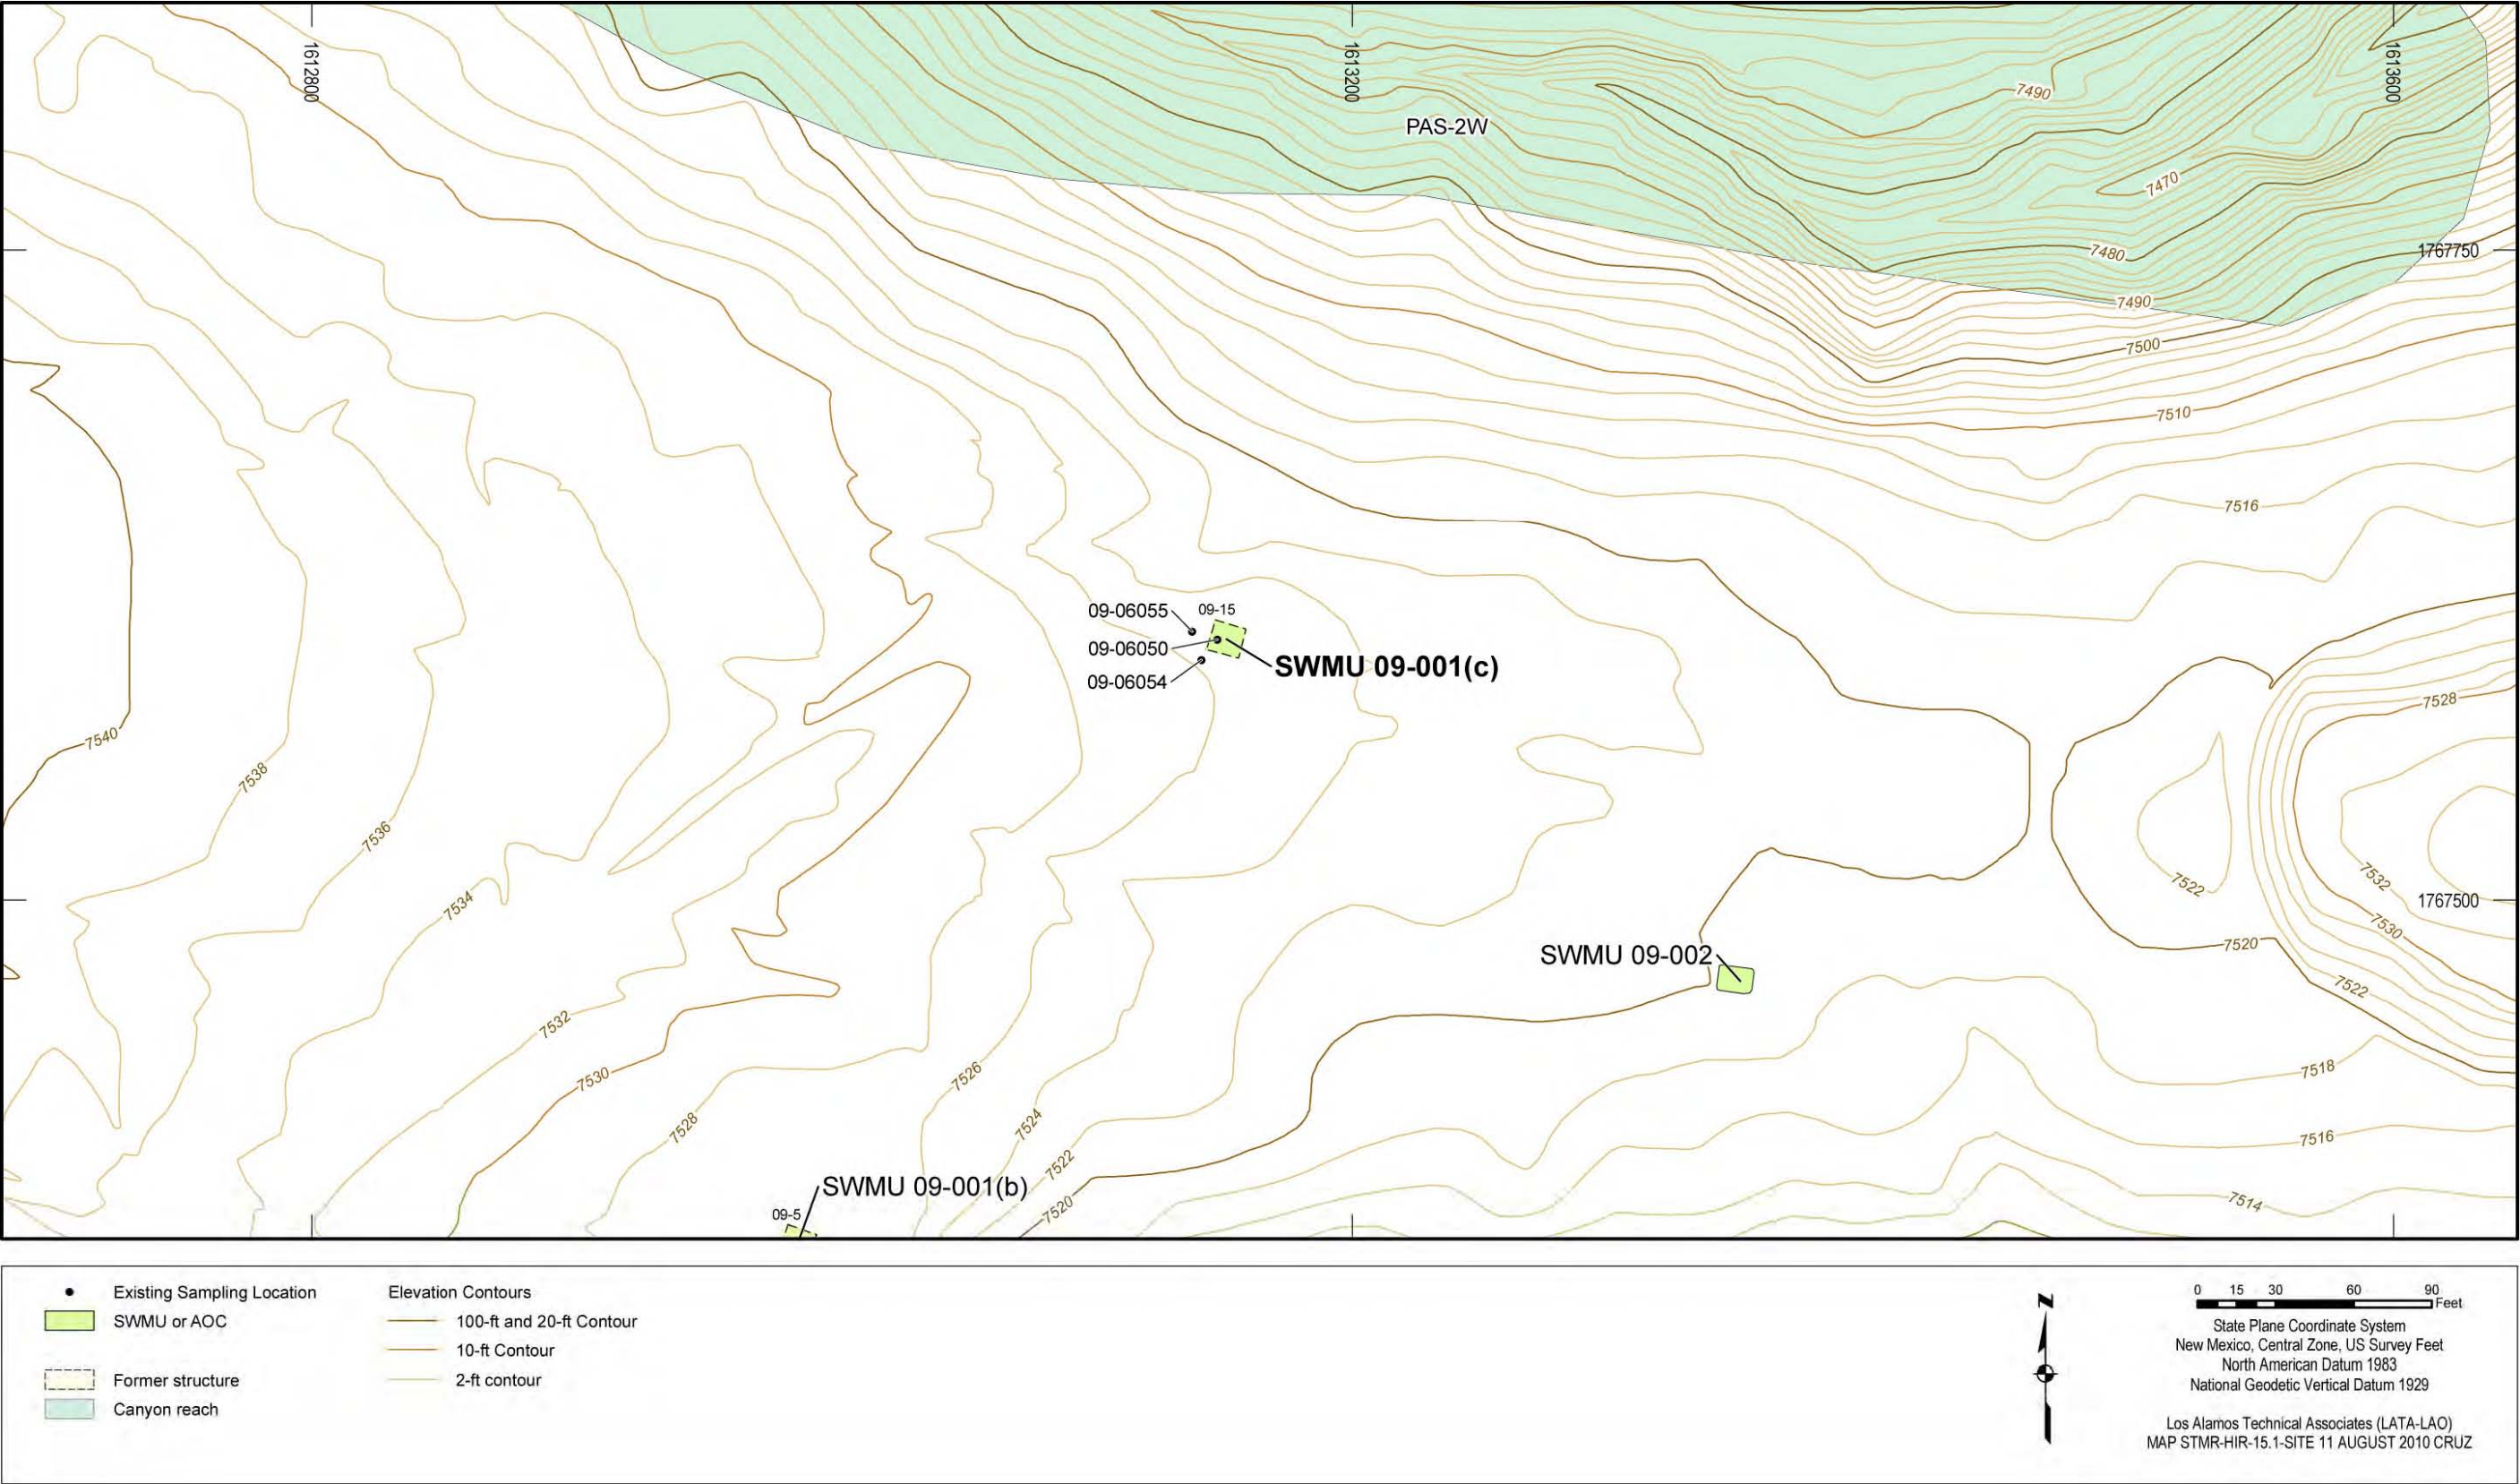 1612800
1613200
1613600
7490
PAS-2W
7470
7480
1767750
7490
7500
7510
7516
09-06055
09-15
09-06050
SWMU 09-001(c)
09-06054
7528
7540
7538
7536
7532
7522
1767500
7534
7530
7520
SWMU 09-002
7522
7532
7518
7530
7526
7524
7528
7516
7522
SWMU 09-001(b)
7514
7520
09-5
Existing Sampling Location
SWMU or AOC
Former structure
Canyon reach
Elevation Contours
100-ft and 20-ft Contour
10-ft Contour
2-ft contour
N
0 15 30 60 90
Feet
State Plane Coordinate System
New Mexico, Central Zone, US Survey Feet
North American Datum 1983
National Geodetic Vertical Datum 1929
Los Alamos Technical Associates (LATA-LAO)
MAP STMR-HIR-15.1-SITE 11 AUGUST 2010 CRUZ